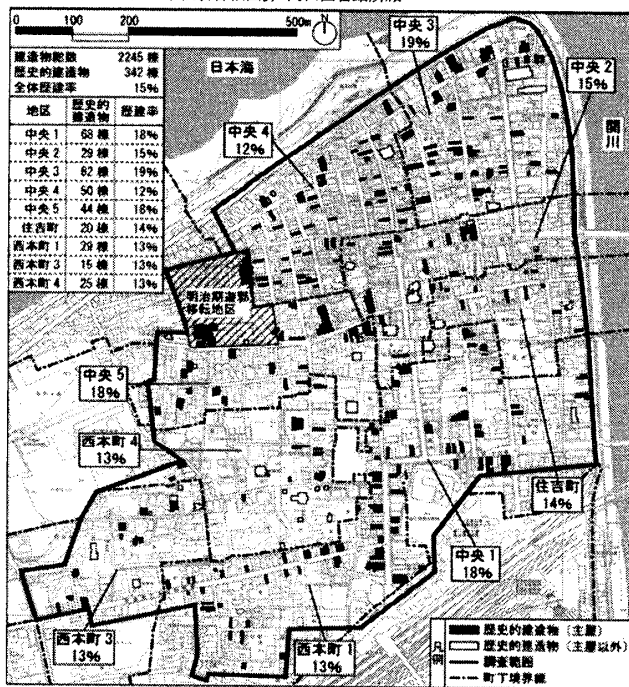 0 100 200 500m
N
建造物総数 2245 棟
歴史的建造物 342 棟
全体歴建率 15%
地区 歴史的建造物 歴建率
中央 1 68 棟 18%
中央 2 29 棟 15%
中央 3 82 棟 19%
中央 4 50 棟 12%
中央 5 44 棟 18%
住吉町 20 棟 14%
西本町 1 29 棟 13%
西本町 3 15 棟 13%
西本町 4 25 棟 13%
日本海
関川
中央 3
19%
中央 2
15%
中央 4
12%
明治期遊郭
移転地区
中央 5
18%
西本町 4
13%
住吉町
14%
中央 1
18%
西本町 3
13%
西本町 1
13%
凡例
歴史的建造物（主屋）
歴史的建造物（主屋以外）
調査範囲
町丁境界線